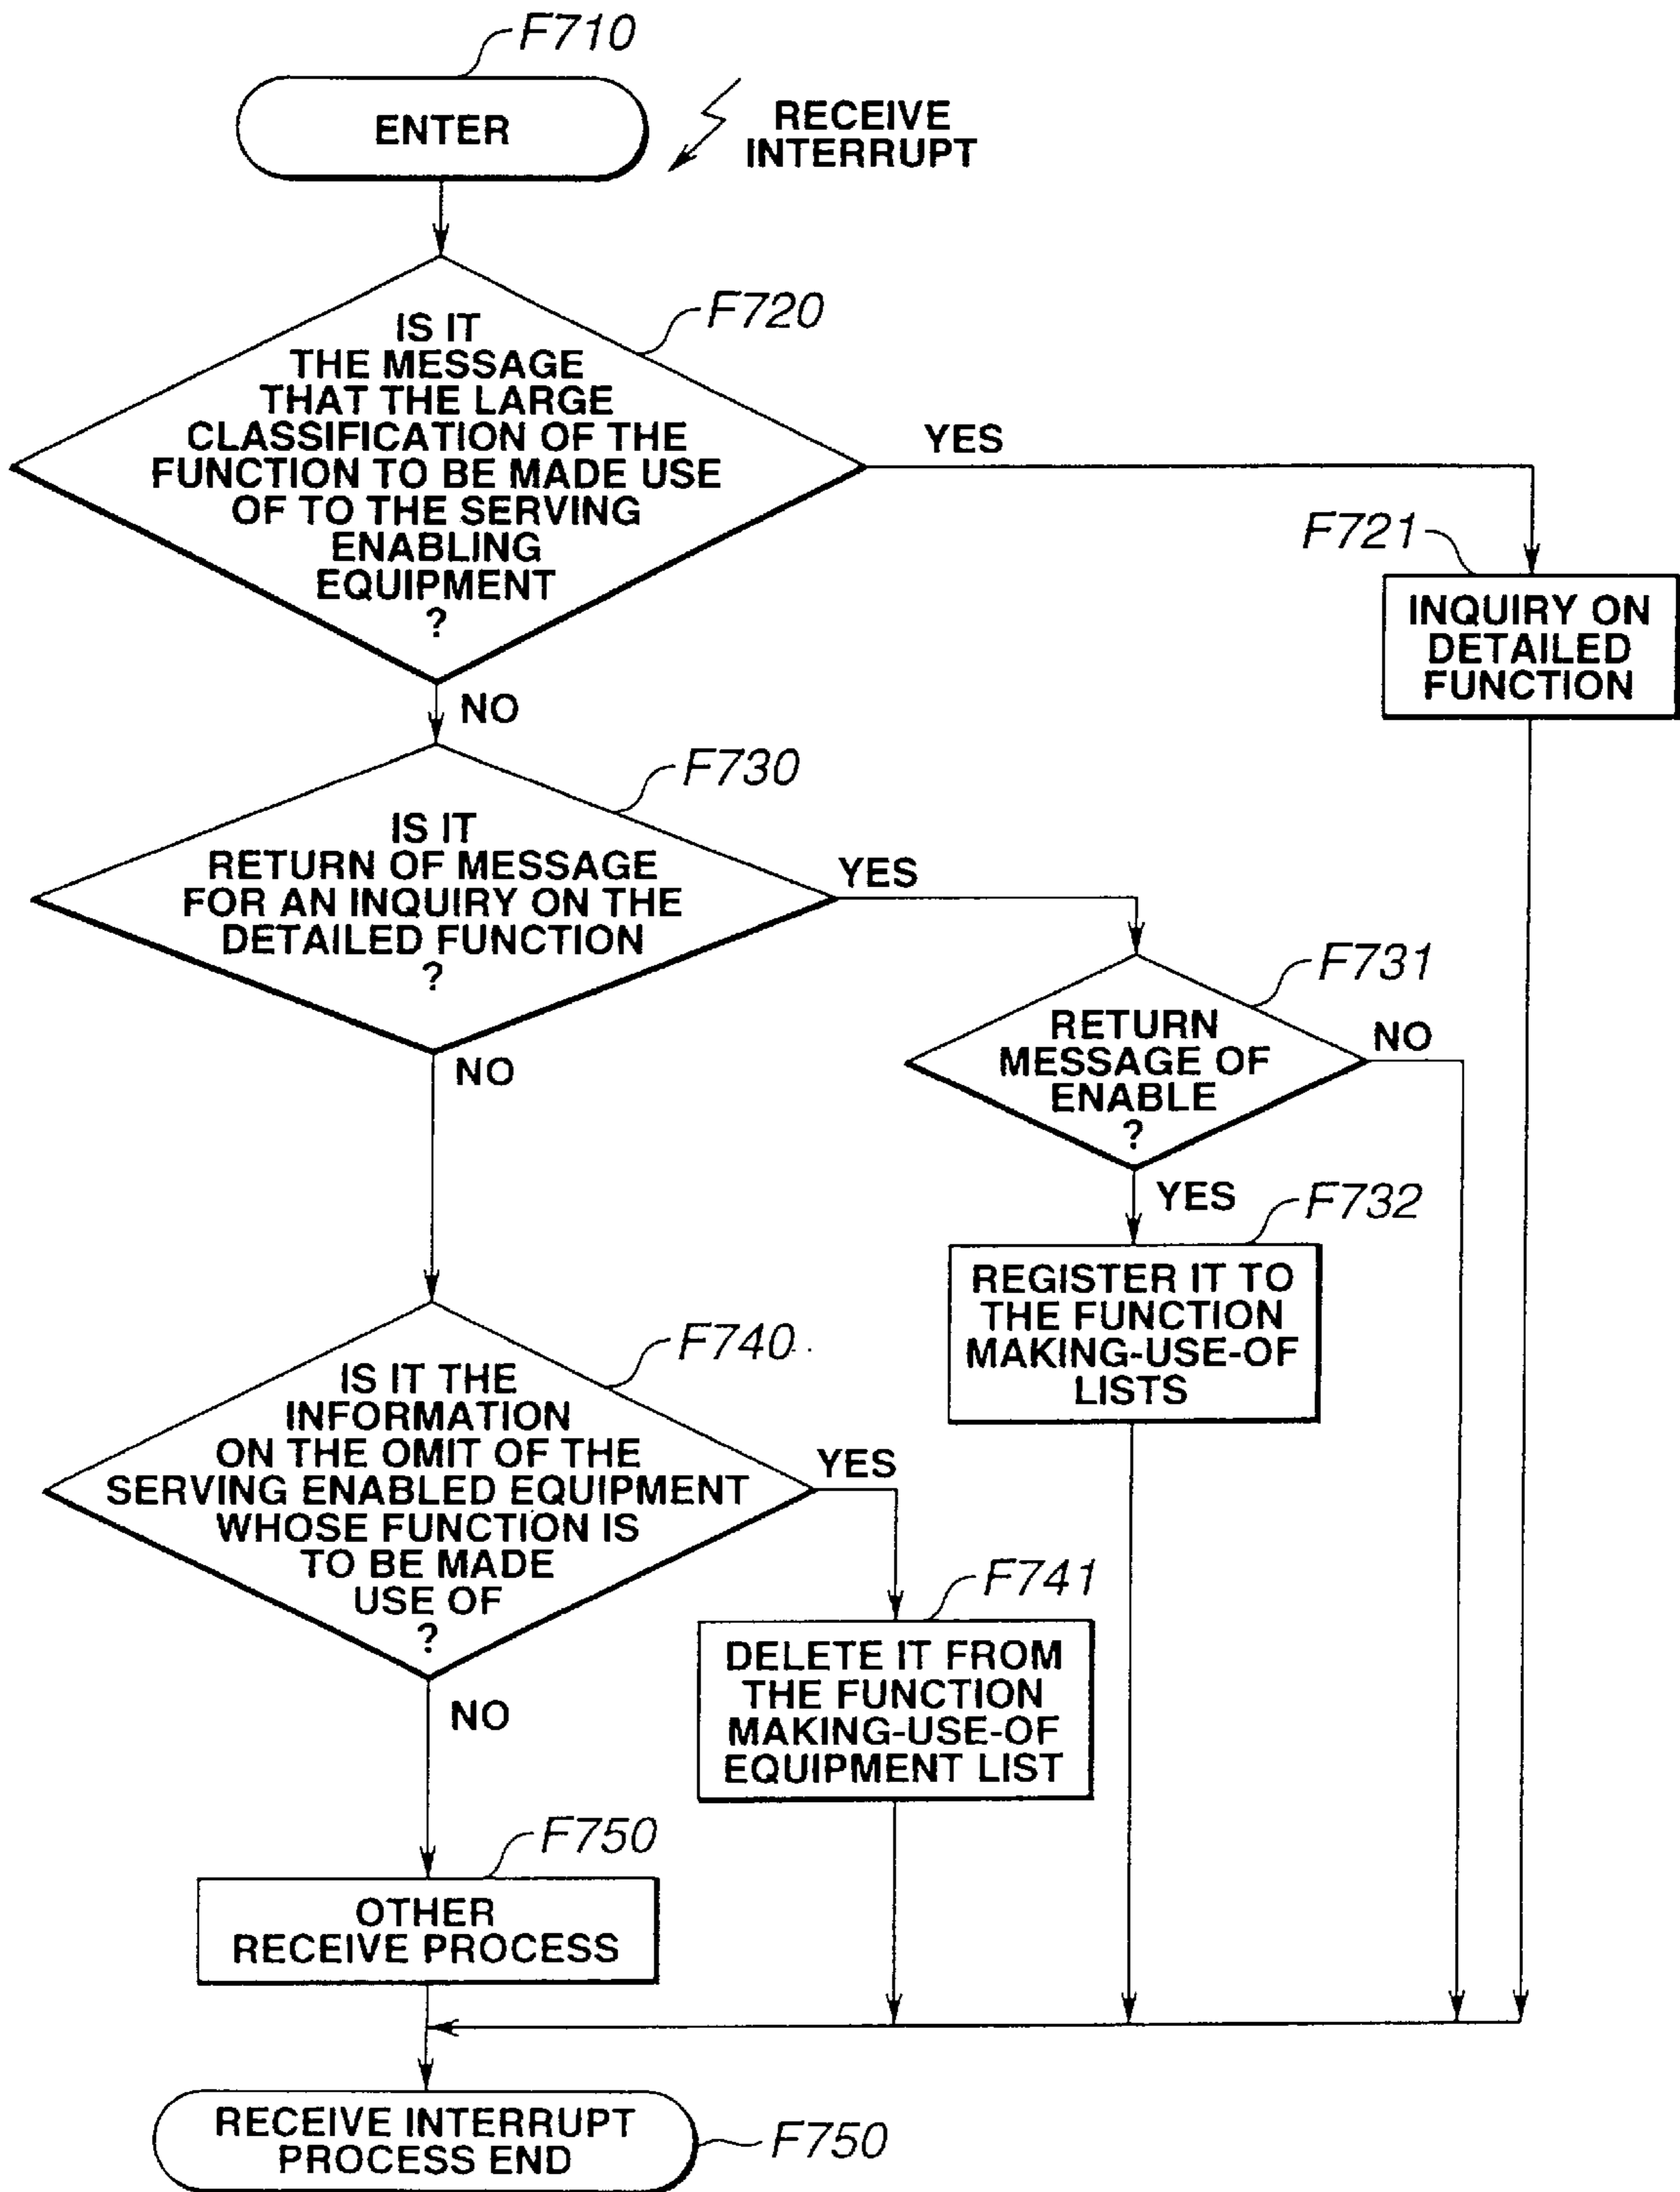 F710
ENTER
RECEIVE
INTERRUPT
F720
IS IT
THE MESSAGE
THAT THE LARGE
CLASSIFICATION OF THE
FUNCTION TO BE MADE USE
OF TO THE SERVING
ENABLING
EQUIPMENT
?
YES
F721
INQUIRY ON
DETAILED
FUNCTION
NO
F730
IS IT
RETURN OF MESSAGE
FOR AN INQUIRY ON THE
DETAILED FUNCTION
?
YES
F731
RETURN
MESSAGE OF
ENABLE
?
NO
NO
YES
F732
REGISTER IT TO
THE FUNCTION
MAKING-USE-OF
LISTS
F740
IS IT THE
INFORMATION
ON THE OMIT OF THE
SERVING ENABLED EQUIPMENT
WHOSE FUNCTION IS
TO BE MADE
USE OF
?
YES
F741
DELETE IT FROM
THE FUNCTION
MAKING-USE-OF
EQUIPMENT LIST
NO
F750
OTHER
RECEIVE PROCESS
RECEIVE INTERRUPT
PROCESS END
F750